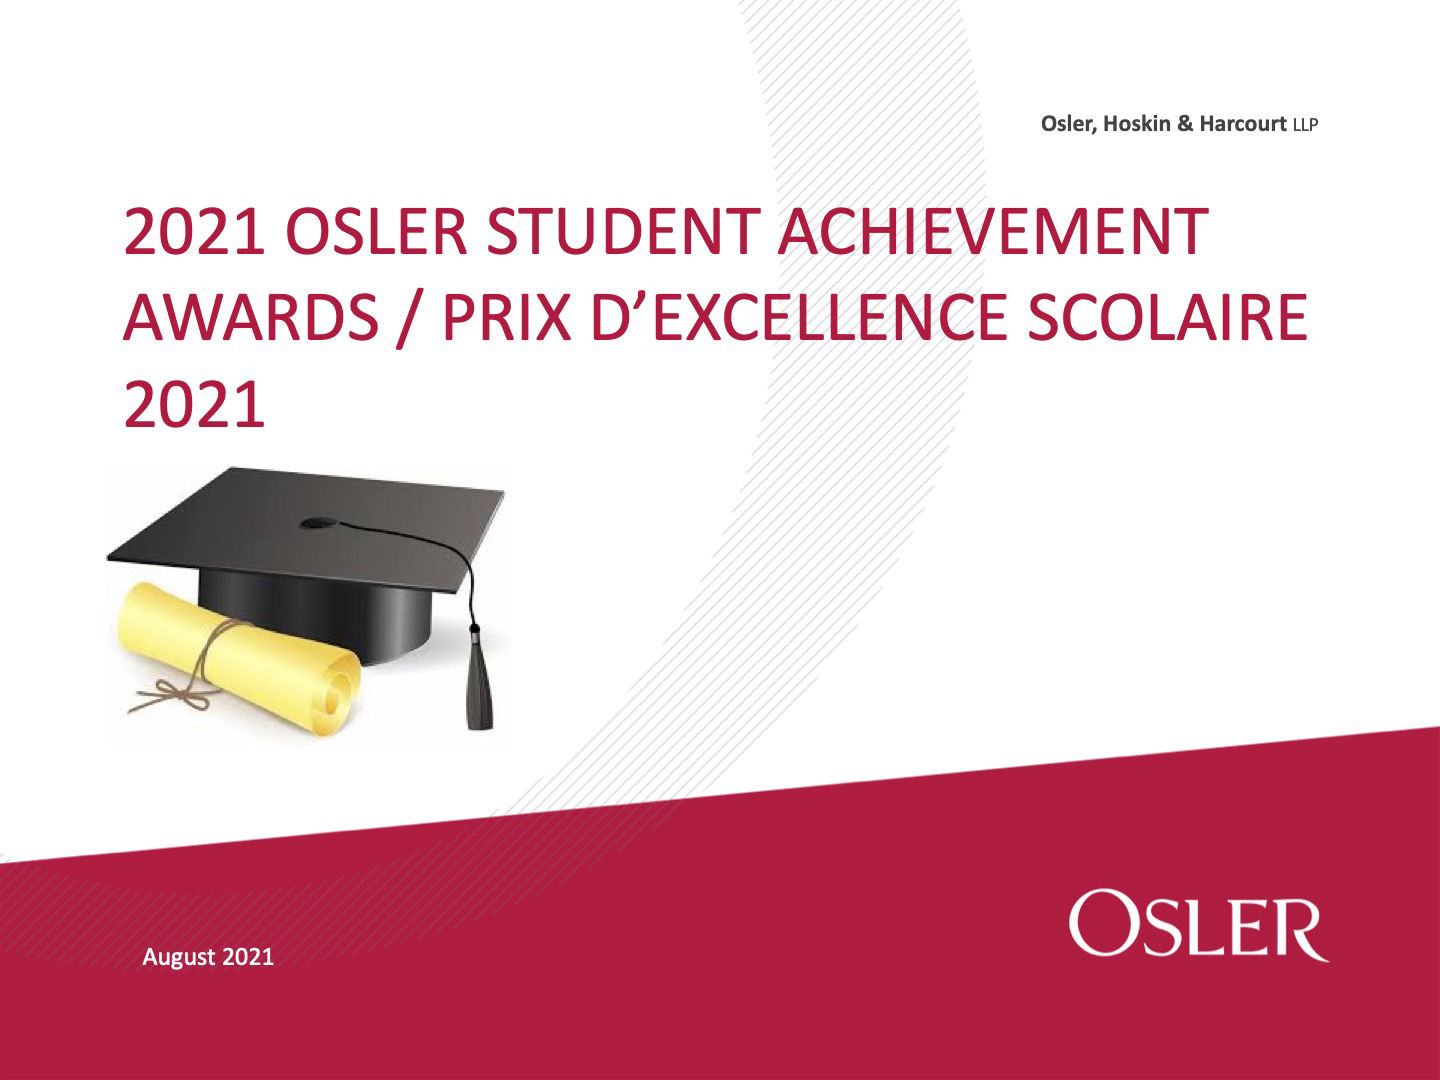 Osler, Hoskin & Harcourt LLP
2021 OSLER STUDENT ACHIEVEMENT
AWARDS / PRIX D’EXCELLENCE SCOLAIRE
2021
August 2021
OSLER